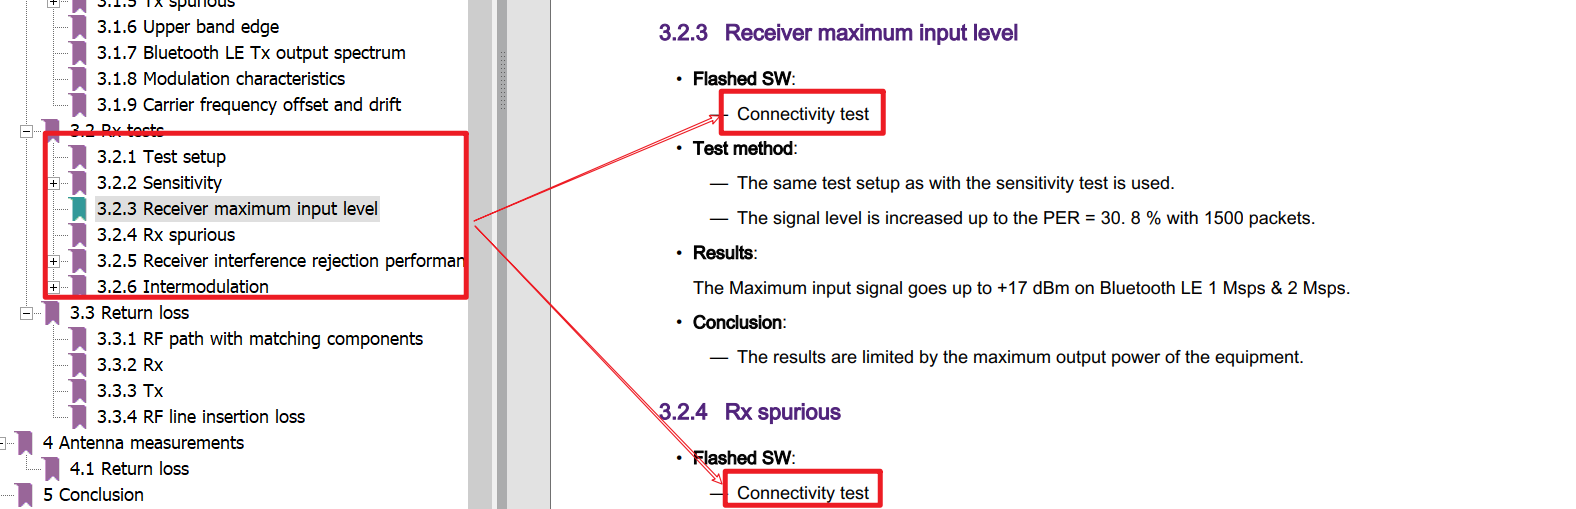 3.1.5 Tx spurious
3.1.6 Upper band edge
3.1.7 Bluetooth LE Tx output spectrum
3.1.8 Modulation characteristics
3.1.9 Carrier frequency offset and drift
3.2 Rx tests
3.2.1 Test setup
3.2.2 Sensitivity
3.2.3 Receiver maximum input level
3.2.4 Rx spurious
3.2.5 Receiver interference rejection performan
3.2.6 Intermodulation
3.3 Return loss
3.3.1 RF path with matching components
3.3.2 Rx
3.3.3 Tx
3.3.4 RF line insertion loss
4 Antenna measurements
4.1 Return loss
5 Conclusion
3.2.3 Receiver maximum input level
• Flashed SW:
— Connectivity test
• Test method:
— The same test setup as with the sensitivity test is used.
— The signal level is increased up to the PER = 30. 8 % with 1500 packets.
• Results:
The Maximum input signal goes up to +17 dBm on Bluetooth LE 1 Msps & 2 Msps.
• Conclusion:
— The results are limited by the maximum output power of the equipment.
3.2.4 Rx spurious
• Flashed SW:
— Connectivity test